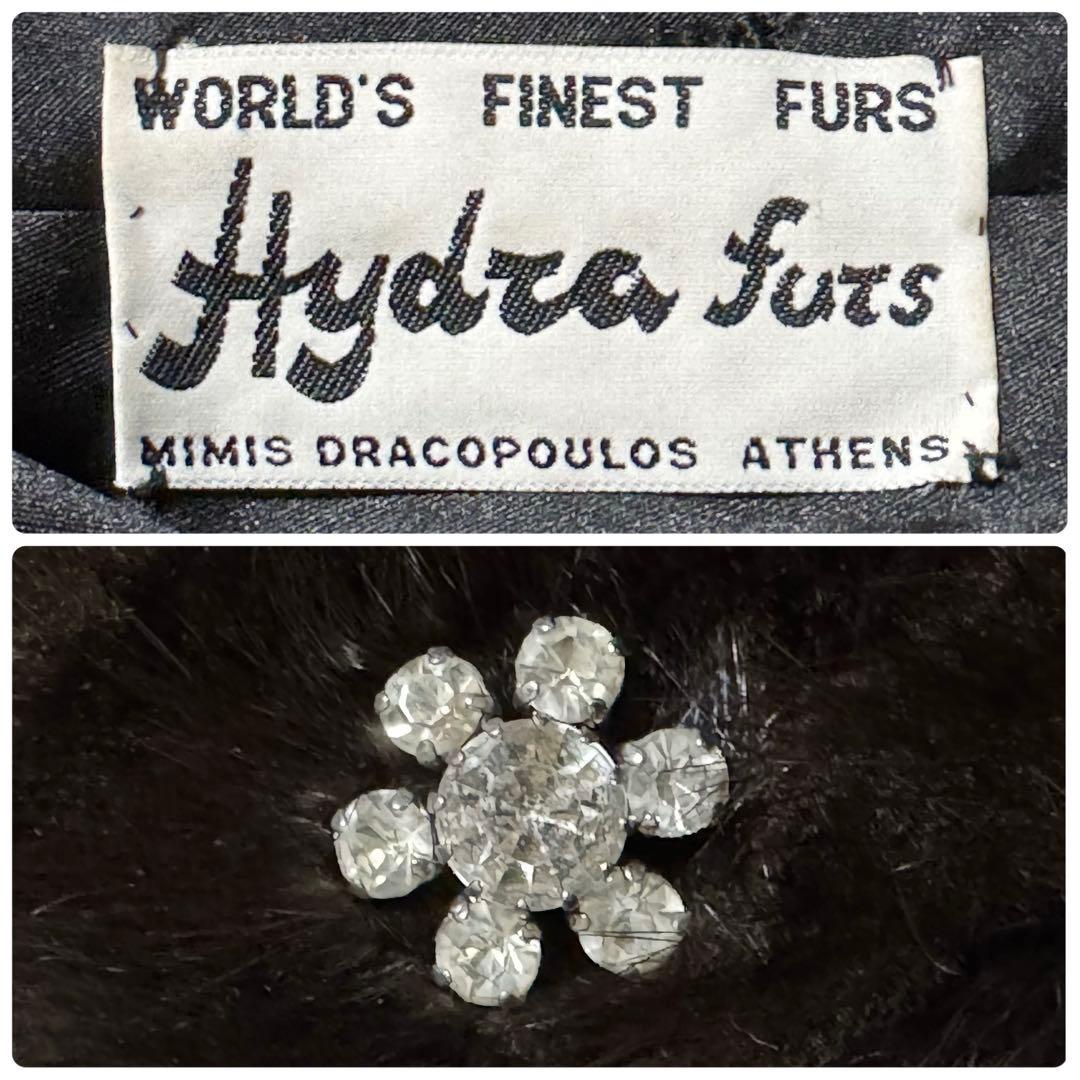 WORLD'S FINEST FURS
Hydra Furs
MIMIS DRACOPOULOS ATHENS